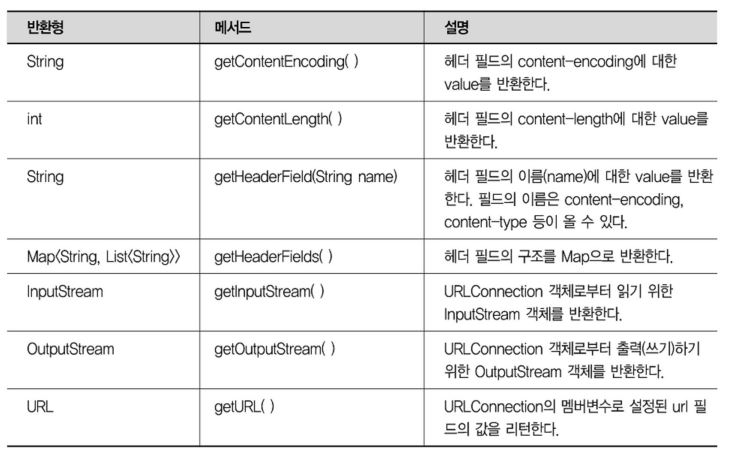 반환형 메서드 설명
String getContentEncoding( ) 헤더 필드의 content-encoding에 대한
value를 반환한다.
int getContentLength( ) 헤더 필드의 content-length에 대한 value를
반환한다.
String getHeaderField(String name) 헤더 필드의 이름(name)에 대한 value를 반환
한다. 필드의 이름은 content-encoding,
content-type 등이 올 수 있다.
Map〈String, List〈String〉〉 getHeaderFields( ) 헤더 필드의 구조를 Map으로 반환한다.
InputStream getInputStream( ) URLConnection 객체로부터 읽기 위한
InputStream 객체를 반환한다.
OutputStream getOutputStream( ) URLConnection 객체로부터 출력(쓰기)하기
위한 OutputStream 객체를 반환한다.
URL getURL( ) URLConnection의 멤버변수로 설정된 url 필
드의 값을 리턴한다.